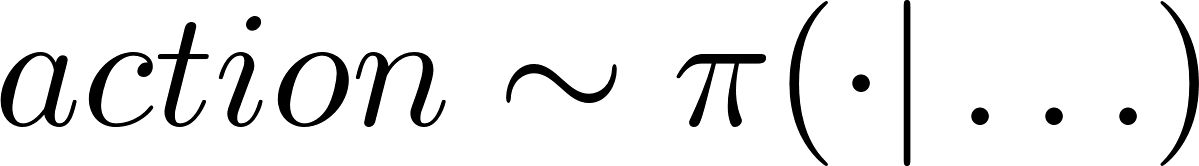 action ∼ π(· | . . .)